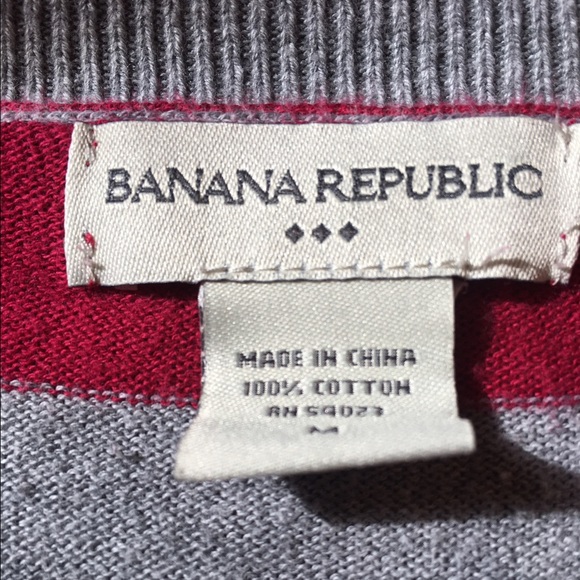 BANANA REPUBLIC
MADE IN CHINA
100% COTTON
RN 54023
M